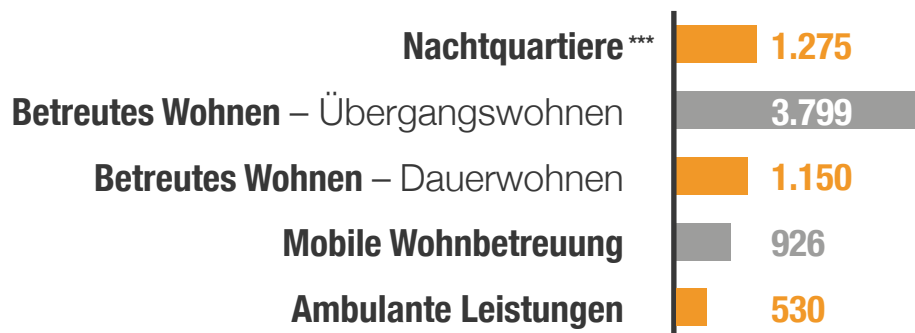 Nachtquartiere *** 1.275
Betreutes Wohnen – Übergangswohnen 3.799
Betreutes Wohnen – Dauerwohnen 1.150
Mobile Wohnbetreuung 926
Ambulante Leistungen 530